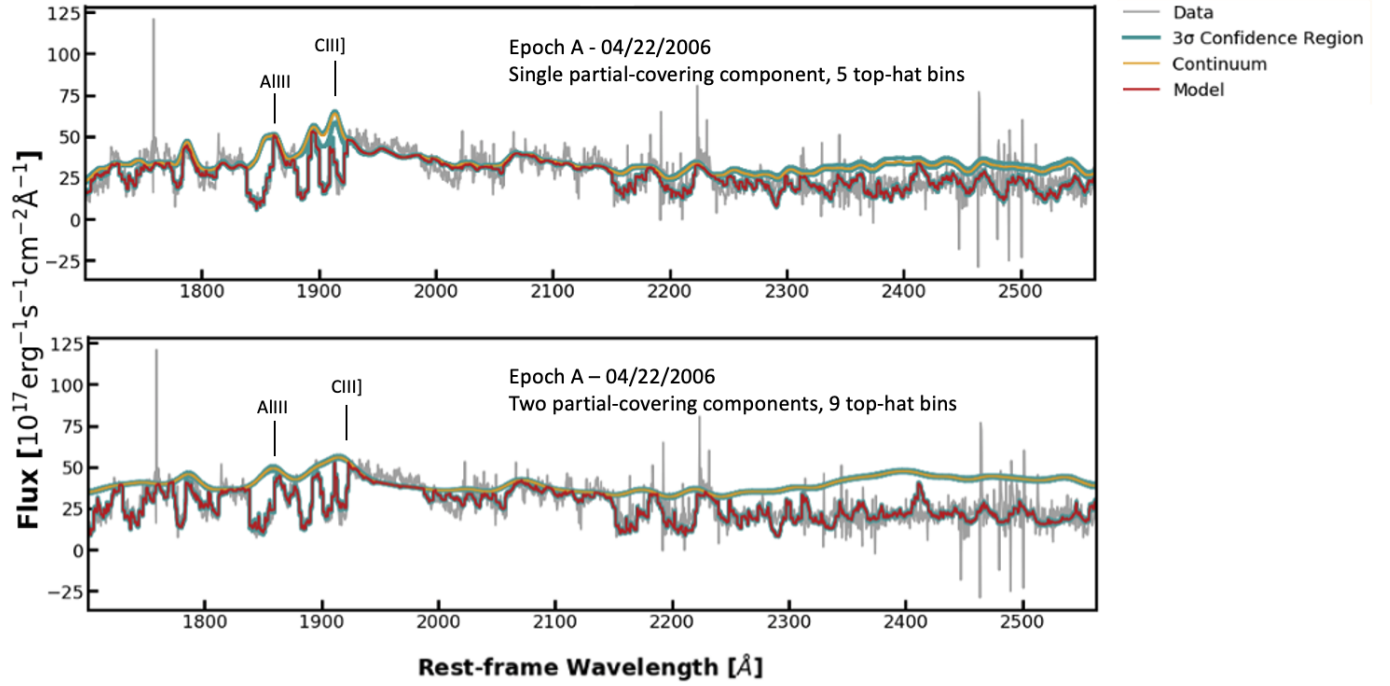 125
100
75
50
25
0
−25
AlIII
CIII]
Epoch A - 04/22/2006
Single partial-covering component, 5 top-hat bins
1800 1900 2000 2100 2200 2300 2400 2500
Data
3σ Confidence Region
Continuum
Model
Flux [10¹⁷erg⁻¹s⁻¹cm⁻²Å⁻¹]
125
100
75
50
25
0
−25
AlIII
CIII]
Epoch A – 04/22/2006
Two partial-covering components, 9 top-hat bins
1800 1900 2000 2100 2200 2300 2400 2500
Rest-frame Wavelength [Å]